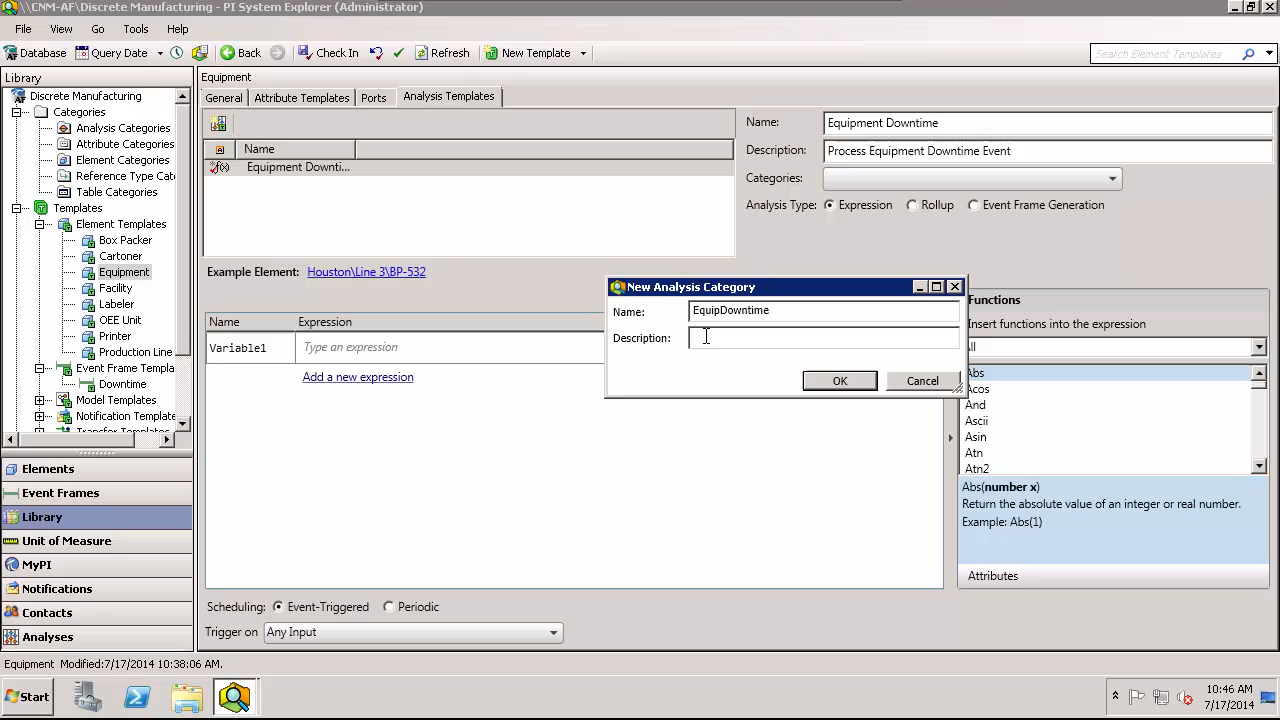 \\CNM-AF\Discrete Manufacturing - PI System Explorer (Administrator)
File View Go Tools Help
Database Query Date Back Check In Refresh New Template Search Element Templates
Library
Discrete Manufacturing
Categories
Analysis Categories
Attribute Categories
Element Categories
Reference Type Cat
Table Categories
Templates
Element Templates
Box Packer
Cartoner
Equipment
Facility
Labeler
OEE Unit
Printer
Production Line
Event Frame Templa
Downtime
Model Templates
Notification Template
Transfer Templates
Elements
Event Frames
Library
Unit of Measure
MyPI
Notifications
Contacts
Analyses
Equipment
General Attribute Templates Ports Analysis Templates
Name
Equipment Downti...
Name: Equipment Downtime
Description: Process Equipment Downtime Event
Categories:
Analysis Type: Expression Rollup Event Frame Generation
Example Element: Houston\Line 3\BP-532
Name Expression
Variable1 Type an expression
Add a new expression
New Analysis Category
Name: EquipDowntime
Description:
OK Cancel
Functions
Insert functions into the expression
All
Abs
Acos
And
Ascii
Asin
Atn
Atn2
Abs(number x)
Return the absolute value of an integer or real number.
Example: Abs(1)
Attributes
Scheduling: Event-Triggered Periodic
Trigger on Any Input
Equipment Modified:7/17/2014 10:38:06 AM.
Start
10:46 AM
7/17/2014